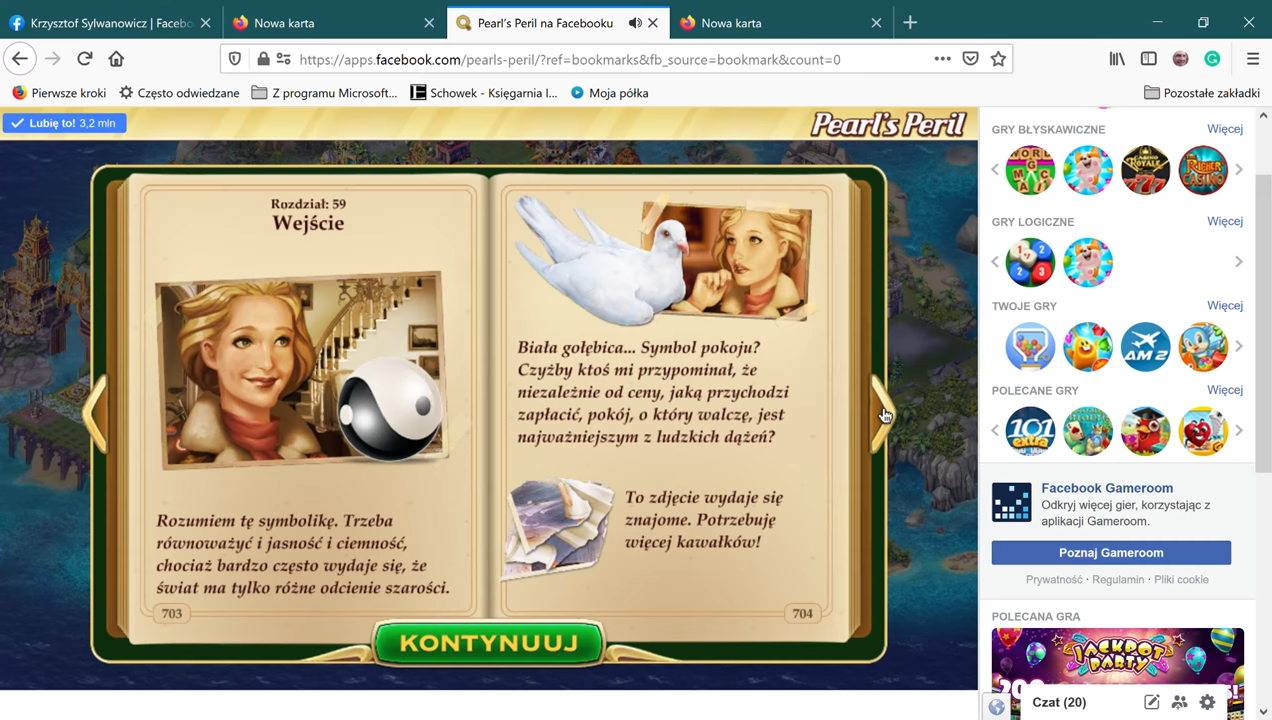 Krzysztof Sylwanowicz | Facebo
Nowa karta
Pearl's Peril na Facebooku
Nowa karta
https://apps.facebook.com/pearls-peril/?ref=bookmarks&fb_source=bookmark&count=0
Pierwsze kroki
Często odwiedzane
Z programu Microsoft...
Schowek - Księgarnia I...
Moja półka
Pozostałe zakładki
Lubię to! 3,2 mln
Pearl's Peril
Rozdział: 59
Wejście
Rozumiem tę symbolikę. Trzeba
równoważyć i jasność i ciemność,
chociaż bardzo często wydaje się, że
świat ma tylko różne odcienie szarości.
703
Biała gołębica... Symbol pokoju?
Czyżby ktoś mi przypominał, że
niezależnie od ceny, jaką przychodzi
zapłacić, pokój, o który walczę, jest
najważniejszym z ludzkich dążeń?
To zdjęcie wydaje się
znajome. Potrzebuję
więcej kawałków!
704
KONTYNUUJ
GRY BŁYSKAWICZNE
Więcej
GRY LOGICZNE
Więcej
TWOJE GRY
Więcej
AM 2
POLECANE GRY
Więcej
101
extra
Facebook Gameroom
Odkryj więcej gier, korzystając z
aplikacji Gameroom.
Poznaj Gameroom
Prywatność · Regulamin · Pliki cookie
POLECANA GRA
JACKPOT
PARTY
Czat (20)